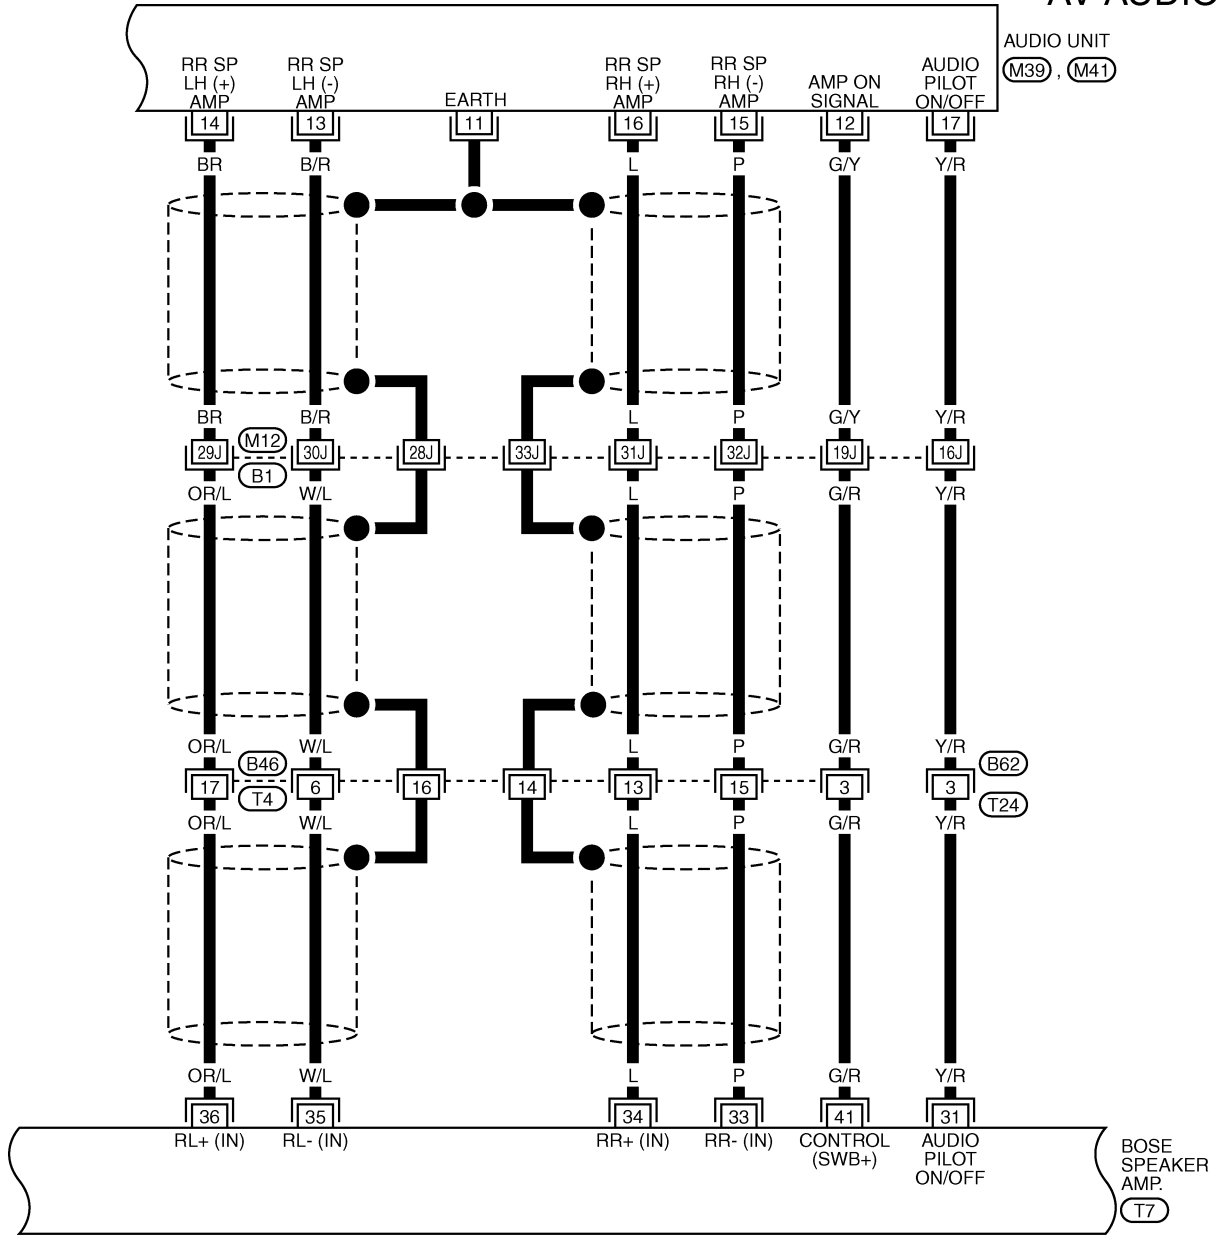 AV AUDIO
AUDIO UNIT
M39 , M41
RR SP LH (+) AMP
RR SP LH (-) AMP
EARTH
RR SP RH (+) AMP
RR SP RH (-) AMP
AMP ON SIGNAL
AUDIO PILOT ON/OFF
14 13 11 16 15 12 17
BR B/R L P G/Y Y/R
BR B/R L P G/Y Y/R
M12
29J 30J 28J 33J 31J 32J 19J 16J
B1
OR/L W/L L P G/R Y/R
OR/L W/L L P G/R Y/R
B46 B62
17 6 16 14 13 15 3 3
T4 T24
OR/L W/L L P G/R Y/R
OR/L W/L L P G/R Y/R
36 35 34 33 41 31
RL+ (IN) RL- (IN) RR+ (IN) RR- (IN)
CONTROL (SWB+)
AUDIO PILOT ON/OFF
BOSE
SPEAKER
AMP.
T7